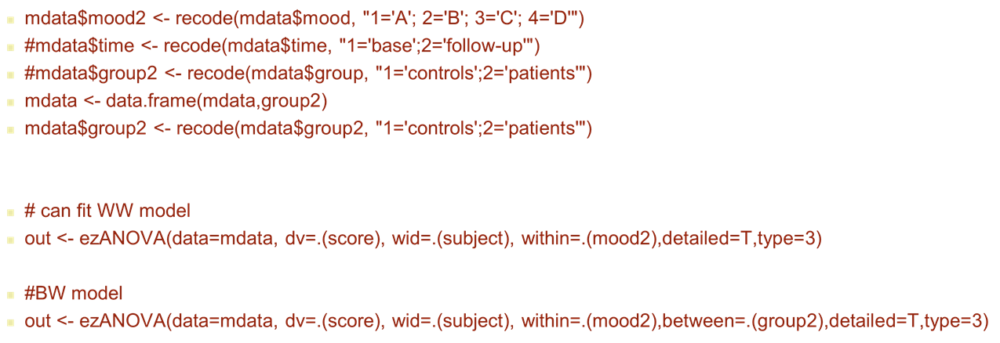 mdata$mood2 <- recode(mdata$mood, "1='A'; 2='B'; 3='C'; 4='D'")
#mdata$time <- recode(mdata$time, "1='base';2='follow-up'")
#mdata$group2 <- recode(mdata$group, "1='controls';2='patients'")
mdata <- data.frame(mdata,group2)
mdata$group2 <- recode(mdata$group2, "1='controls';2='patients'")
# can fit WW model
out <- ezANOVA(data=mdata, dv=.(score), wid=.(subject), within=.(mood2),detailed=T,type=3)
#BW model
out <- ezANOVA(data=mdata, dv=.(score), wid=.(subject), within=.(mood2),between=.(group2),detailed=T,type=3)